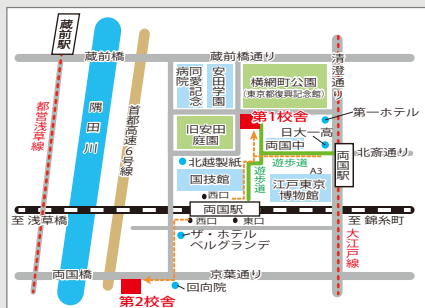 蔵前駅
蔵前橋
蔵前橋通り
清澄通り
同愛記念病院
安田学園
横網町公園
(東京都復興記念館)
都営浅草線
隅田川
首都高速6号線
旧安田庭園
第1校舎
第一ホテル
日大一高
両国中
北斎通り
北越製紙
遊歩道
遊歩道
両国駅
国技館
A3
江戸東京博物館
西口
両国駅
至 浅草橋
西口
東口
至 錦糸町
ザ・ホテルベルグランデ
大江戸線
両国橋
京葉通り
第2校舎
回向院